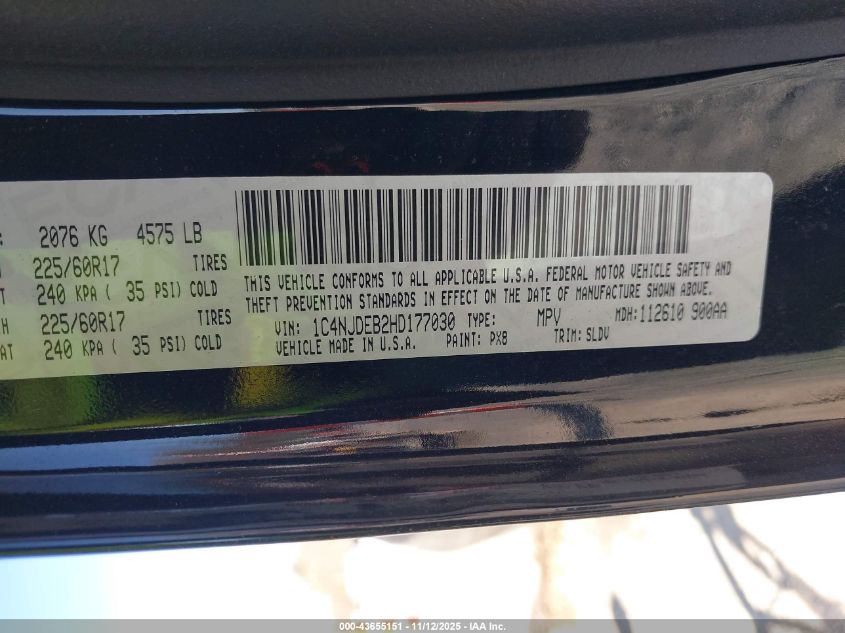 : 2076 KG 4575 LB
225/60R17 TIRES
AT 240 KPA ( 35 PSI) COLD
H 225/60R17 TIRES
AT 240 KPA ( 35 PSI) COLD
THIS VEHICLE CONFORMS TO ALL APPLICABLE U.S.A. FEDERAL MOTOR VEHICLE SAFETY AND
THEFT PREVENTION STANDARDS IN EFFECT ON THE DATE OF MANUFACTURE SHOWN ABOVE.
VIN: 1C4NJDEB2HD177030 TYPE: MPV MDH:112610 900AA
VEHICLE MADE IN U.S.A. PAINT: PX8 TRIM: SLDV
000-43655151 - 11/12/2025 - IAA Inc.